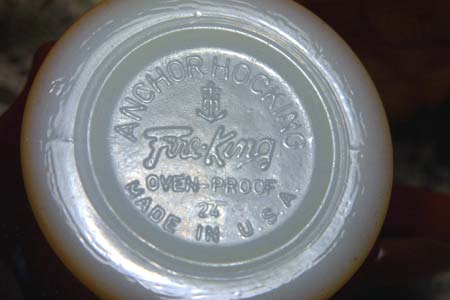 ANCHOR HOCKING
Fire-King
OVEN-PROOF
24
MADE IN U.S.A